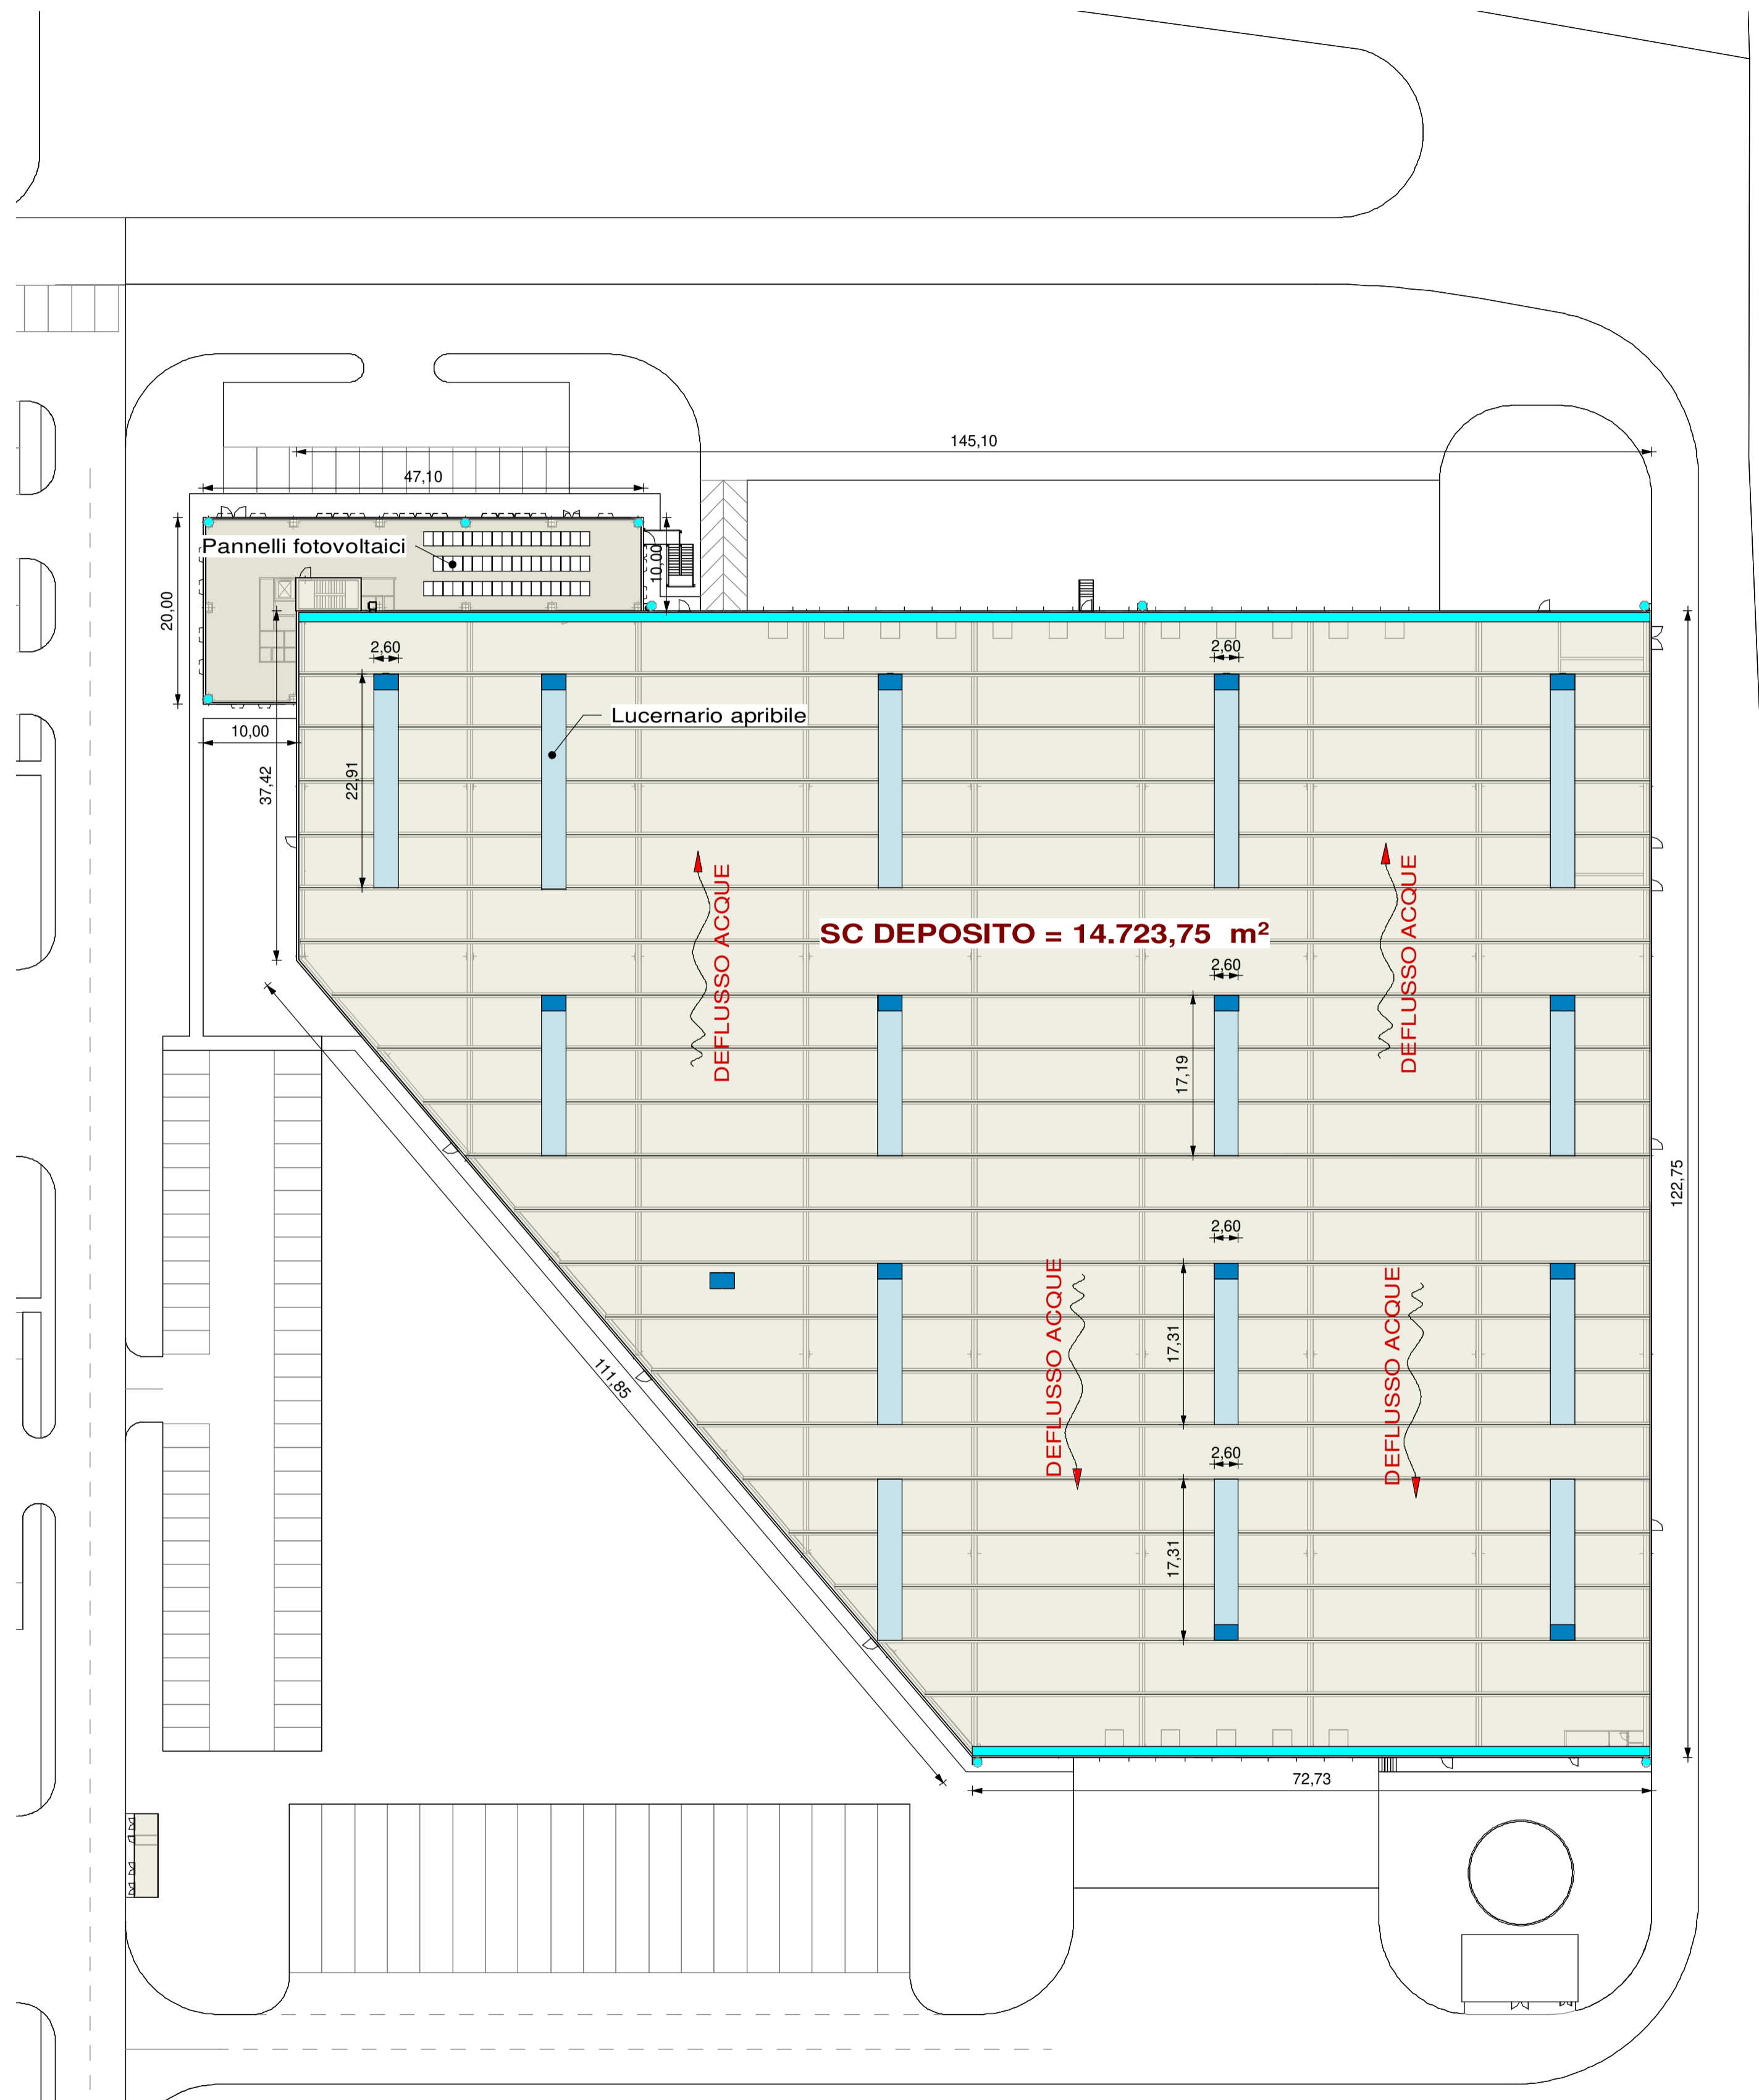 145,10
47,10
Pannelli fotovoltaici
10,00
20,00
2,60
2,60
Lucernario apribile
10,00
37,42
22,91
DEFLUSSO ACQUE
DEFLUSSO ACQUE
SC DEPOSITO = 14.723,75 m²
2,60
17,19
122,75
2,60
DEFLUSSO ACQUE
DEFLUSSO ACQUE
17,31
111,85
2,60
17,31
72,73